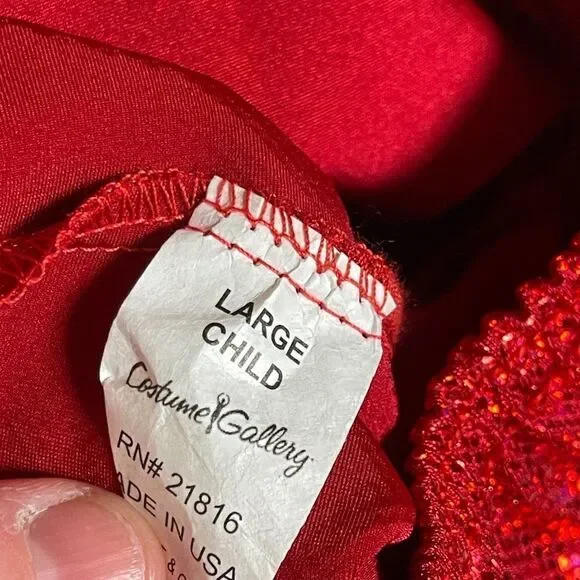 LARGE
CHILD
Costume Gallery
RN# 21816
ADE IN USA
& C